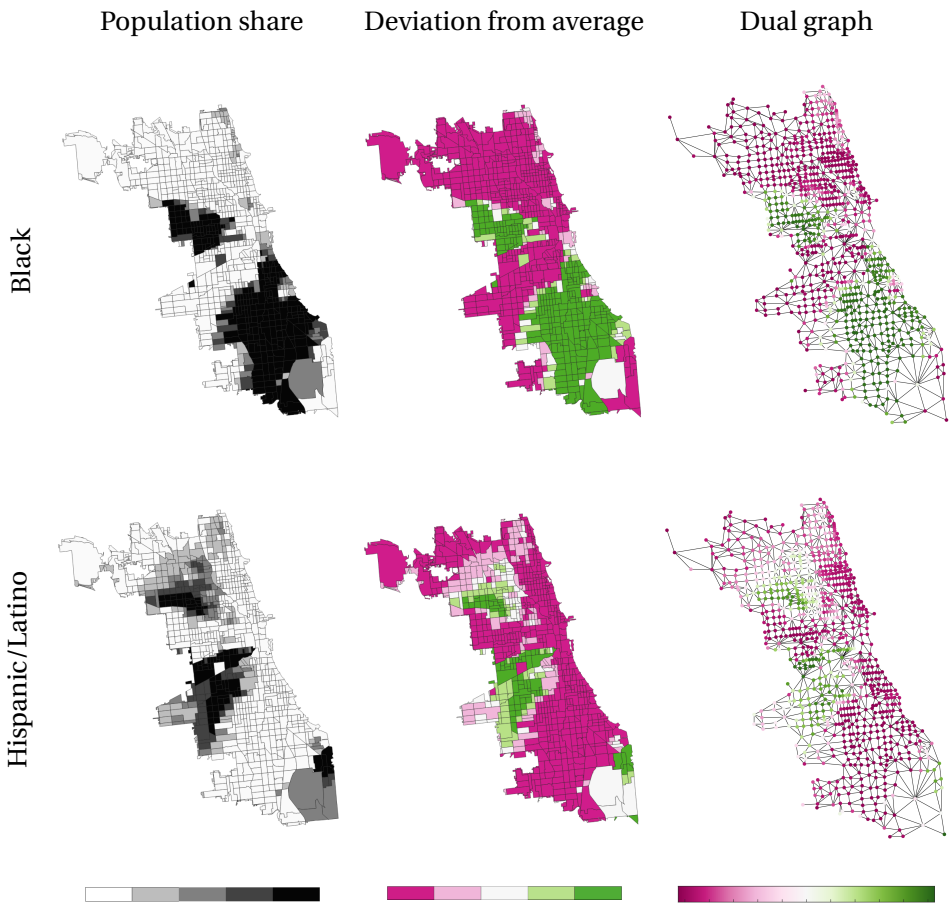 Population share
Deviation from average
Dual graph
Black
Hispanic/Latino